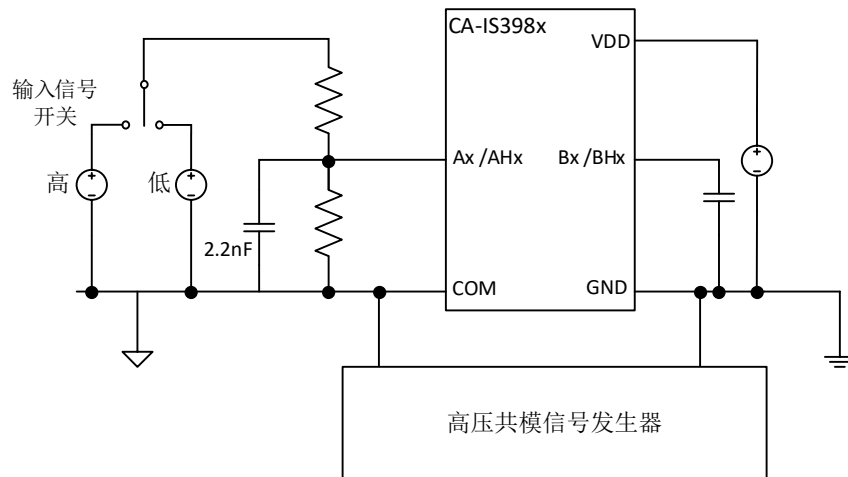 CA-IS398x
VDD
输入信号
开关
Ax /AHx
Bx /BHx
高
低
2.2nF
COM
GND
高压共模信号发生器